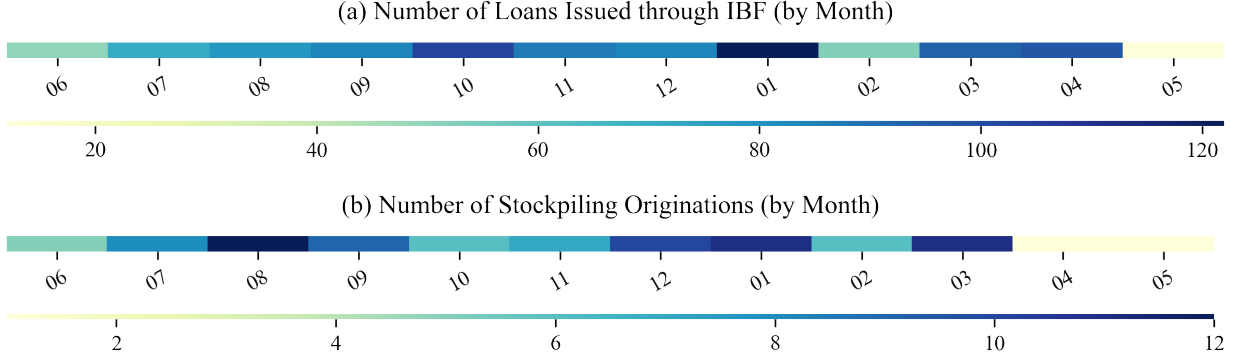 (a) Number of Loans Issued through IBF (by Month)
06 07 08 09 10 11 12 01 02 03 04 05
20 40 60 80 100 120
(b) Number of Stockpiling Originations (by Month)
06 07 08 09 10 11 12 01 02 03 04 05
2 4 6 8 10 12